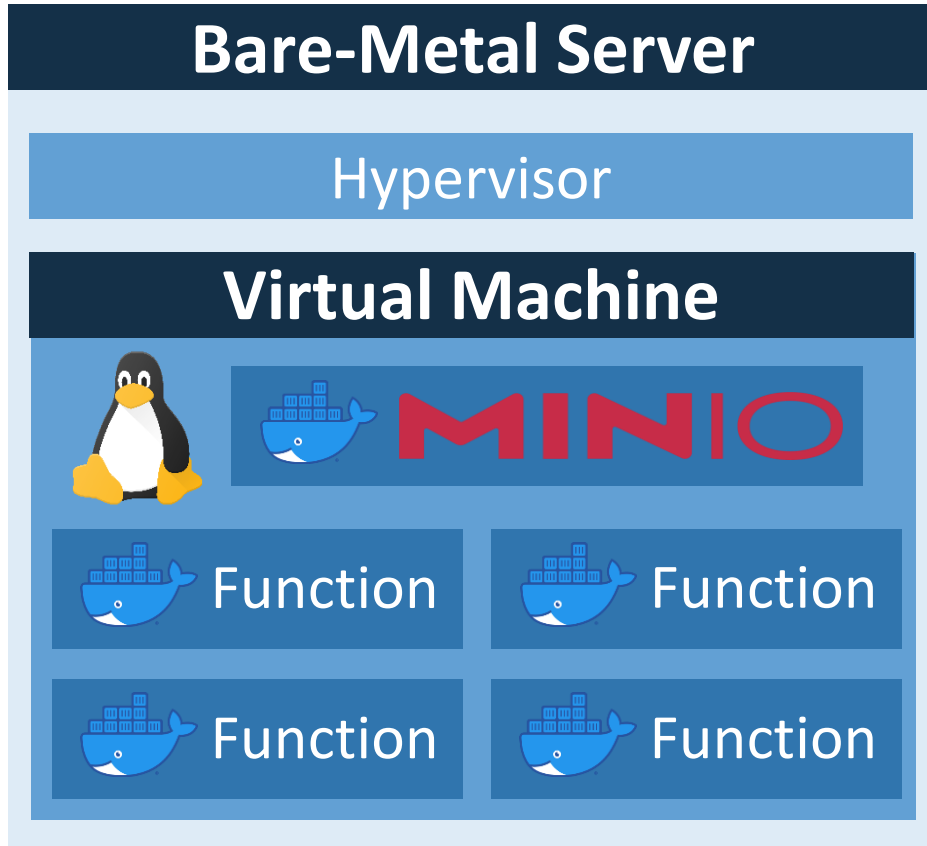 Bare-Metal Server
Hypervisor
Virtual Machine
MINIO
Function Function
Function Function